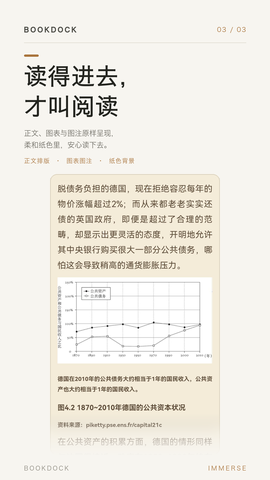 BOOKDOCK
03 / 03
读得进去，
才叫阅读
正文、图表与图注原样呈现，
柔和纸色里，安心读下去。
正文排版 · 图表图注 · 纸色背景
脱债务负担的德国，现在拒绝容忍每年的
物价涨幅超过2%；而从来都老老实实还
债的英国政府，即便是超过了合理的范
畴，却显示出更灵活的态度，开明地允许
其中央银行购买很大一部分公共债务，哪
怕这会导致稍高的通货膨胀压力。
公共资产
公共债务
德国在2010年的公共债务大约相当于1年的国民收入，公共资
产也大约相当于1年的国民收入。
图4.2 1870~2010年德国的公共资本状况
资料来源：piketty.pse.ens.fr/capital21c
在公共资产的积累方面，德国的情形同样
BOOKDOCK
IMMERSE